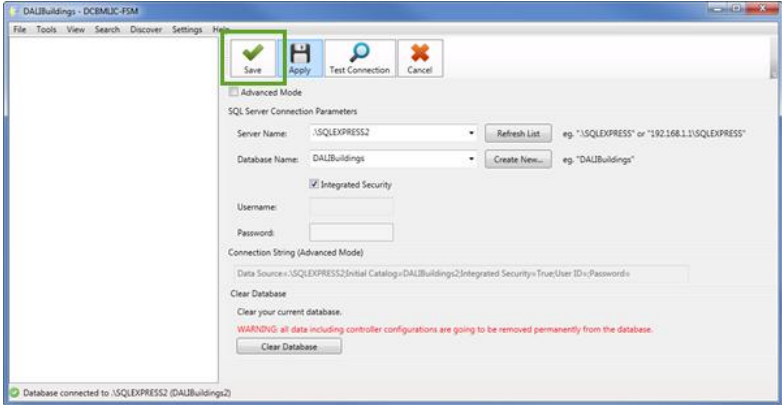 DALIBuildings - DCBMLIC-FSM
File Tools View Search Discover Settings Help
Save Apply Test Connection Cancel
Advanced Mode
SQL Server Connection Parameters
Server Name: .\SQLEXPRESS2 Refresh List eg. ".\SQLEXPRESS" or "192.168.1.1\SQLEXPRESS"
Database Name: DALIBuildings Create New... eg. "DALIBuildings"
Integrated Security
Username:
Password:
Connection String (Advanced Mode)
Data Source=.\SQLEXPRESS2;Initial Catalog=DALIBuildings2;Integrated Security=True;User ID=;Password=
Clear Database
Clear your current database.
WARNING: all data including controller configurations are going to be removed permanently from the database.
Clear Database
Database connected to .\SQLEXPRESS2 (DALIBuildings2)